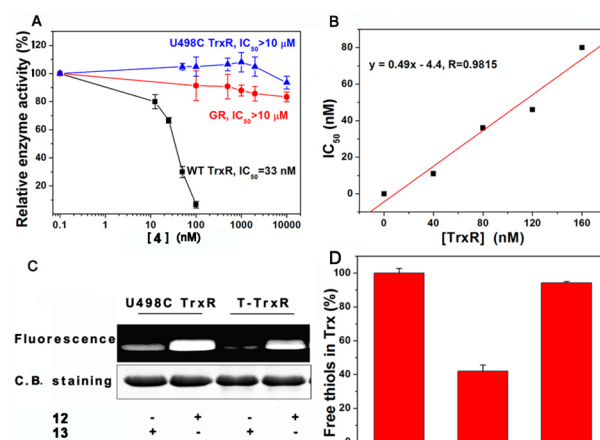 A
U498C TrxR, IC50>10 μM
GR, IC50>10 μM
WT TrxR, IC50=33 nM
Relative enzyme activity (%)
120
100
80
60
40
20
0.1
10
100
1000
10000
[4] (nM)
B
y = 0.49x - 4.4, R=0.9815
IC50 (nM)
80
60
40
20
0
0
40
80
120
160
[TrxR] (nM)
C
U498C TrxR
T-TrxR
Fluorescence
C.B. staining
12 - + - +
13 + - + -
D
Free thiols in Trx (%)
100
80
60
40
20
0